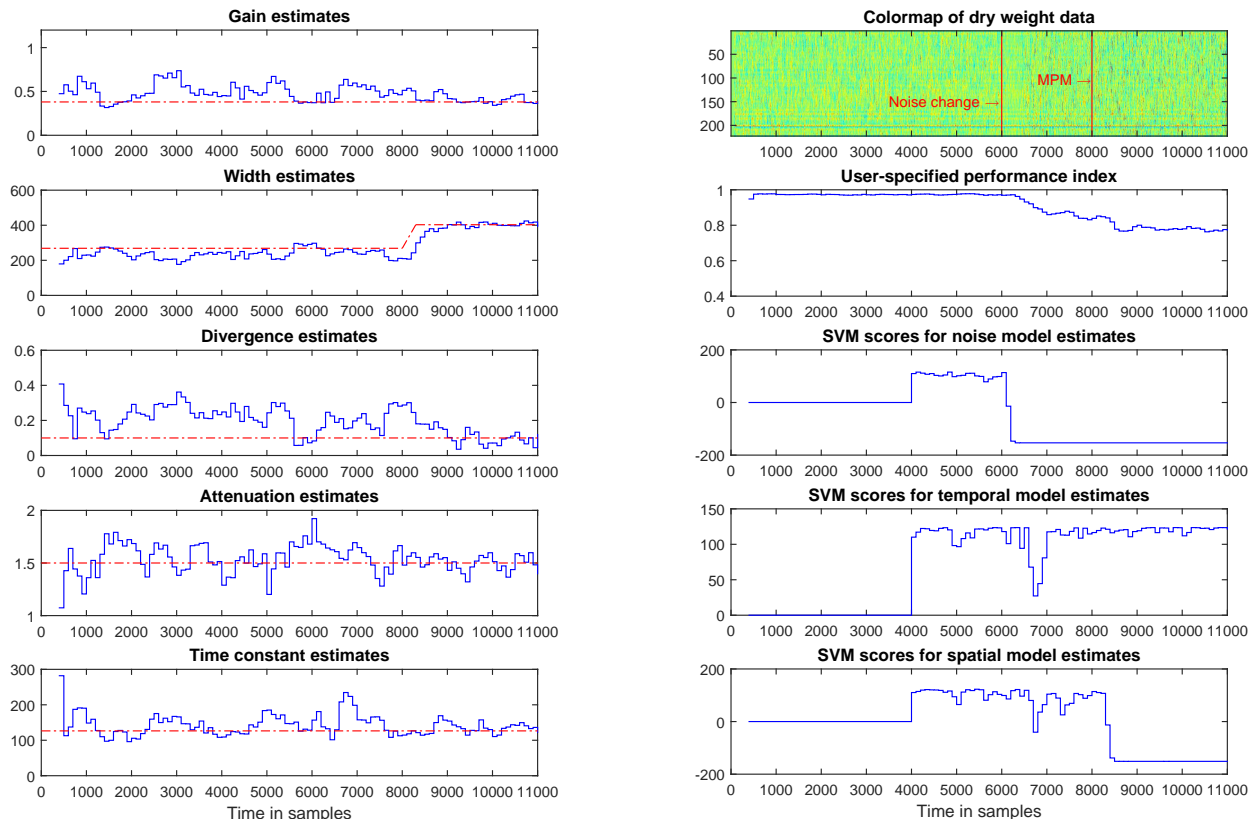 Gain estimates
1
0.5
0
0 1000 2000 3000 4000 5000 6000 7000 8000 9000 10000 11000
Width estimates
600
400
200
0
0 1000 2000 3000 4000 5000 6000 7000 8000 9000 10000 11000
Divergence estimates
0.6
0.4
0.2
0
0 1000 2000 3000 4000 5000 6000 7000 8000 9000 10000 11000
Attenuation estimates
2
1.5
1
0 1000 2000 3000 4000 5000 6000 7000 8000 9000 10000 11000
Time constant estimates
300
200
100
0
0 1000 2000 3000 4000 5000 6000 7000 8000 9000 10000 11000
Time in samples
Colormap of dry weight data
50
100
150
200
MPM →
Noise change →
1000 2000 3000 4000 5000 6000 7000 8000 9000 10000 11000
User-specified performance index
1
0.8
0.6
0.4
0 1000 2000 3000 4000 5000 6000 7000 8000 9000 10000 11000
SVM scores for noise model estimates
200
0
-200
0 1000 2000 3000 4000 5000 6000 7000 8000 9000 10000 11000
SVM scores for temporal model estimates
150
100
50
0
0 1000 2000 3000 4000 5000 6000 7000 8000 9000 10000 11000
SVM scores for spatial model estimates
200
0
-200
0 1000 2000 3000 4000 5000 6000 7000 8000 9000 10000 11000
Time in samples